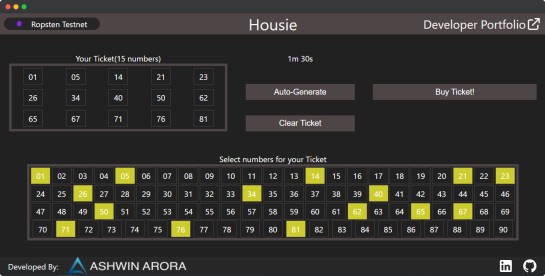 Ropsten Testnet
Housie
Developer Portfolio
Your Ticket(15 numbers)
1m 30s
01 05 14 21 23
26 34 40 50 62
65 67 71 76 81
Auto-Generate
Buy Ticket!
Clear Ticket
Select numbers for your Ticket
01 02 03 04 05 06 07 08 09 10 11 12 13 14 15 16 17 18 19 20 21 22 23
24 25 26 27 28 29 30 31 32 33 34 35 36 37 38 39 40 41 42 43 44 45 46
47 48 49 50 51 52 53 54 55 56 57 58 59 60 61 62 63 64 65 66 67 68 69
70 71 72 73 74 75 76 77 78 79 80 81 82 83 84 85 86 87 88 89 90
Developed By: ASHWIN ARORA
in